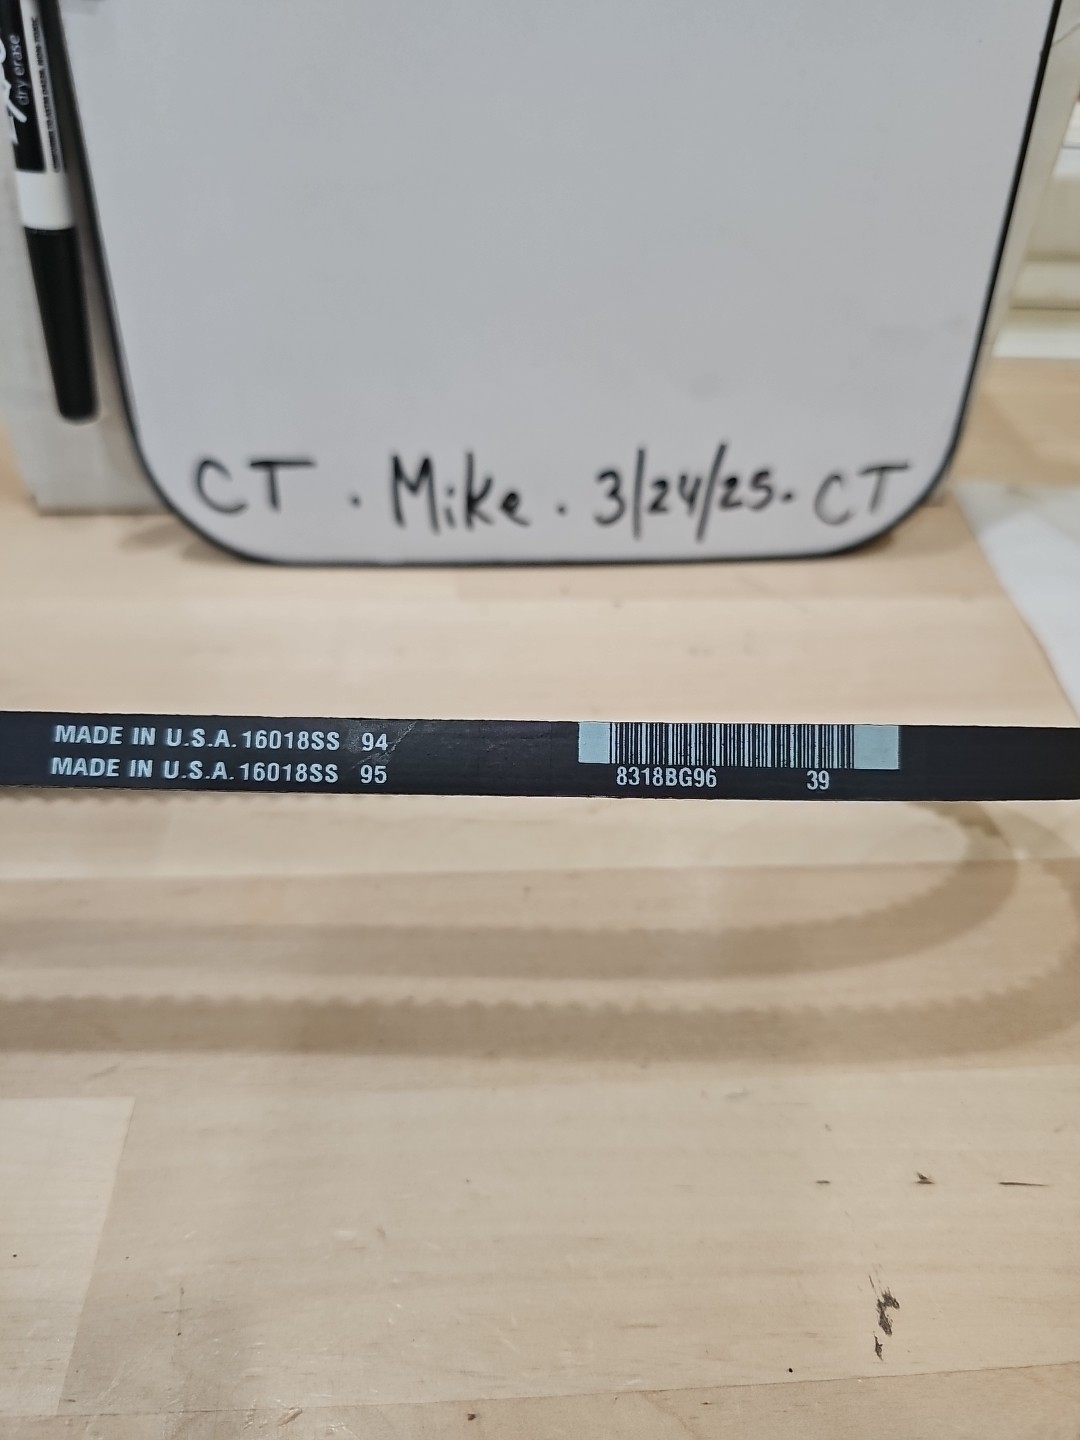 dry erase
CT . Mike . 3/24/25. CT
MADE IN U.S.A. 16018SS 94
MADE IN U.S.A. 16018SS 95
8318BG96 39